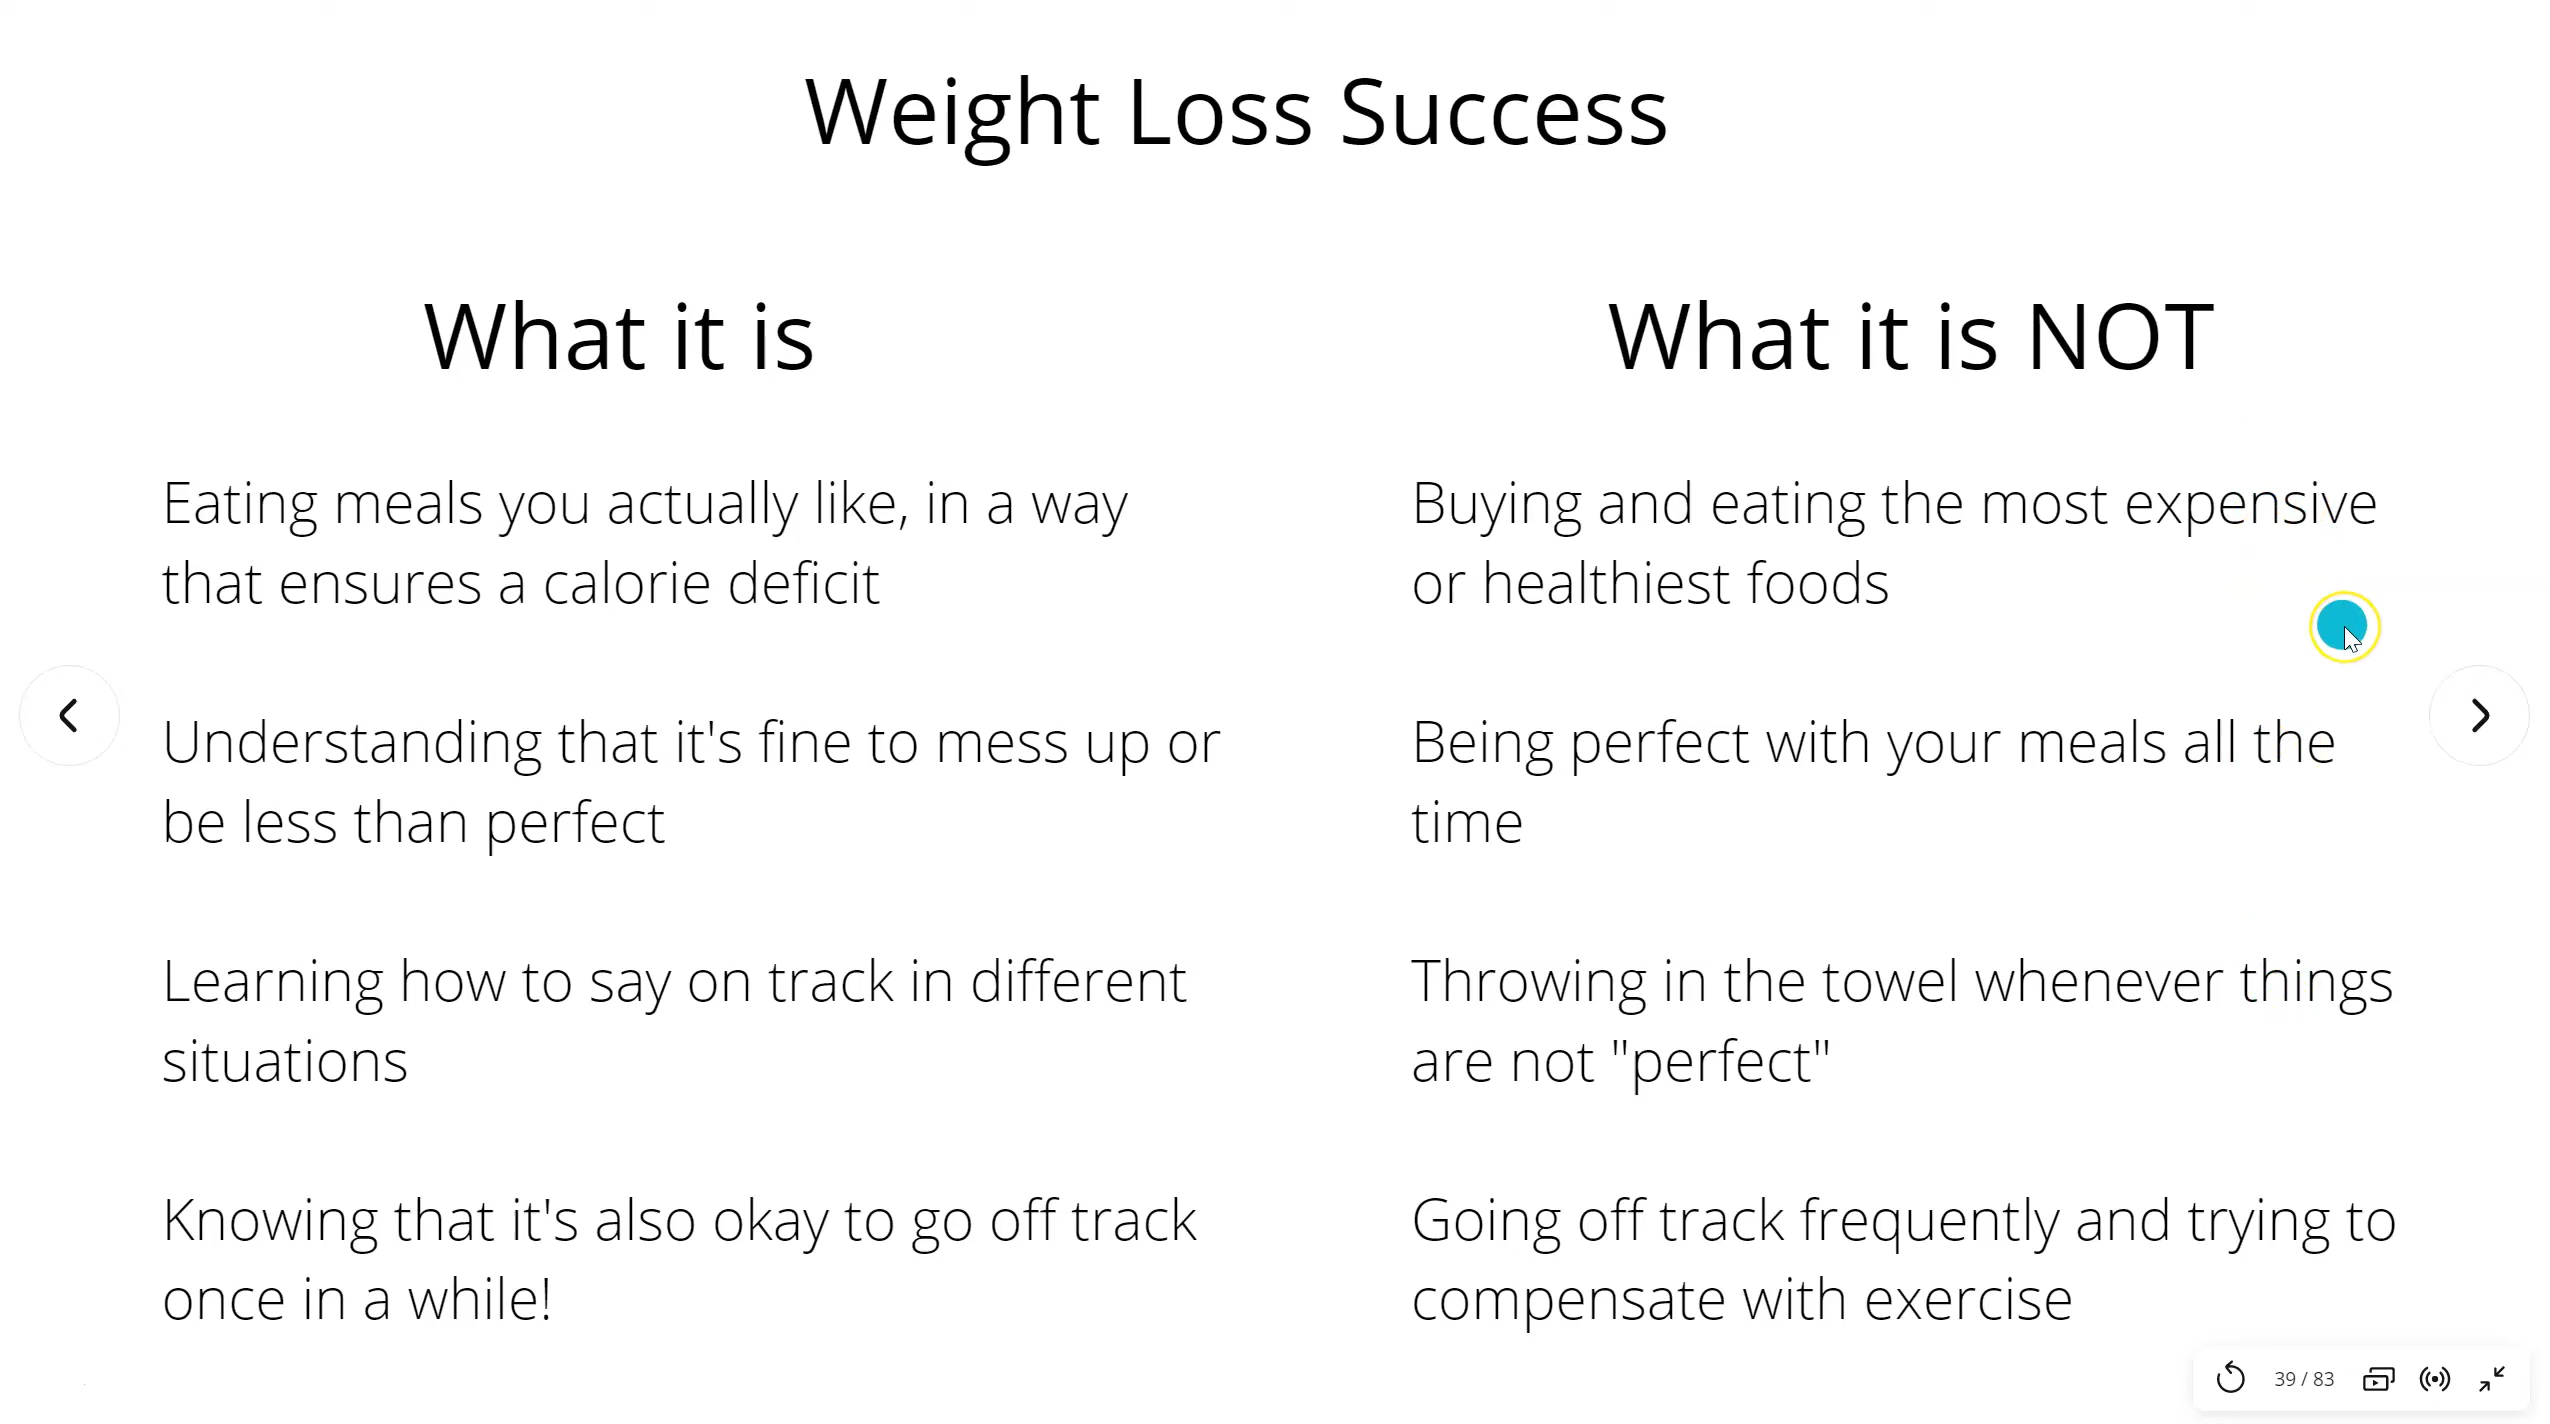 Weight Loss Success
What it is
Eating meals you actually like, in a way
that ensures a calorie deficit
Understanding that it's fine to mess up or
be less than perfect
Learning how to say on track in different
situations
Knowing that it's also okay to go off track
once in a while!
What it is NOT
Buying and eating the most expensive
or healthiest foods
Being perfect with your meals all the
time
Throwing in the towel whenever things
are not "perfect"
Going off track frequently and trying to
compensate with exercise
39 / 83